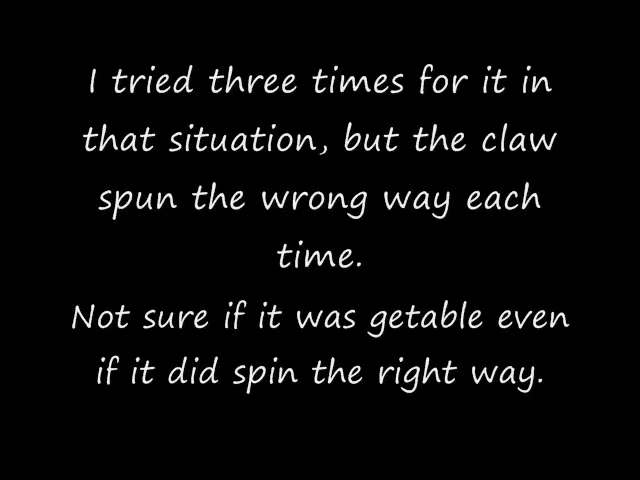 I tried three times for it in
that situation, but the claw
spun the wrong way each
time.
Not sure if it was getable even
if it did spin the right way.